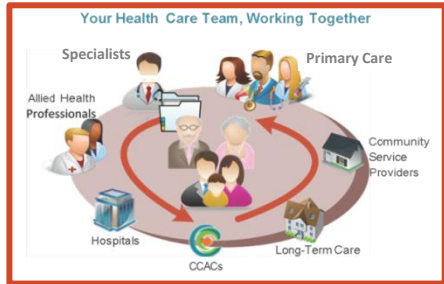 Your Health Care Team, Working Together
Specialists
Primary Care
Allied Health
Professionals
Community
Service
Providers
Hospitals
Long-Term Care
CCACs